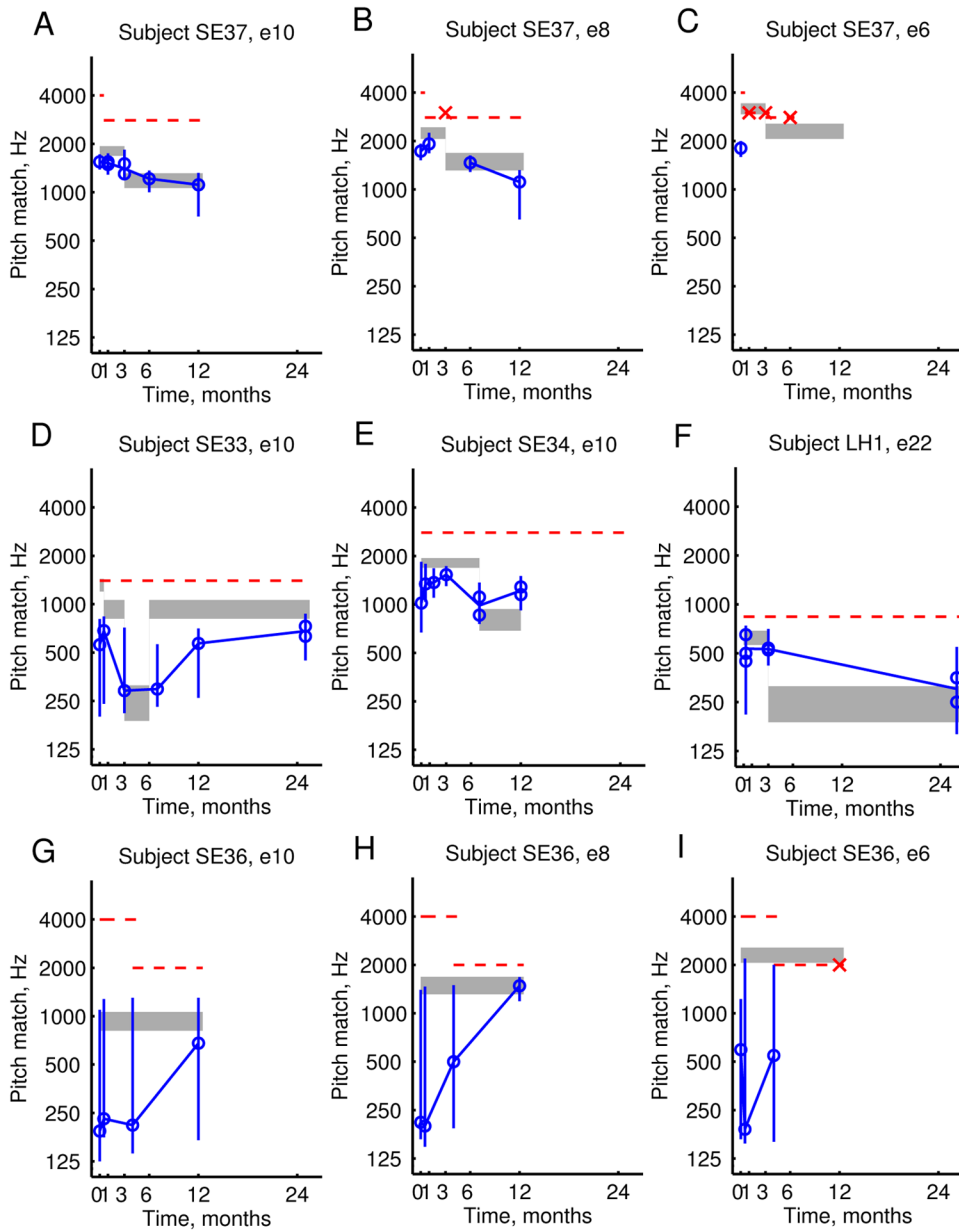 A
Subject SE37, e10
Pitch match, Hz
4000
2000
1000
500
250
125
0 1 3 6 12 24
Time, months
B
Subject SE37, e8
Pitch match, Hz
4000
2000
1000
500
250
125
0 1 3 6 12 24
Time, months
C
Subject SE37, e6
Pitch match, Hz
4000
2000
1000
500
250
125
0 1 3 6 12 24
Time, months
D
Subject SE33, e10
Pitch match, Hz
4000
2000
1000
500
250
125
0 1 3 6 12 24
Time, months
E
Subject SE34, e10
Pitch match, Hz
4000
2000
1000
500
250
125
0 1 3 6 12 24
Time, months
F
Subject LH1, e22
Pitch match, Hz
4000
2000
1000
500
250
125
0 1 3 6 12 24
Time, months
G
Subject SE36, e10
Pitch match, Hz
4000
2000
1000
500
250
125
0 1 3 6 12 24
Time, months
H
Subject SE36, e8
Pitch match, Hz
4000
2000
1000
500
250
125
0 1 3 6 12 24
Time, months
I
Subject SE36, e6
Pitch match, Hz
4000
2000
1000
500
250
125
0 1 3 6 12 24
Time, months